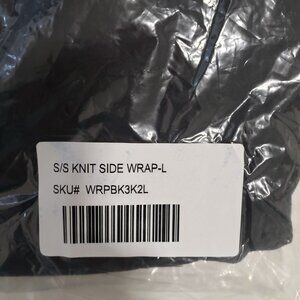 S/S KNIT SIDE WRAP-L
SKU# WRPBK3K2L